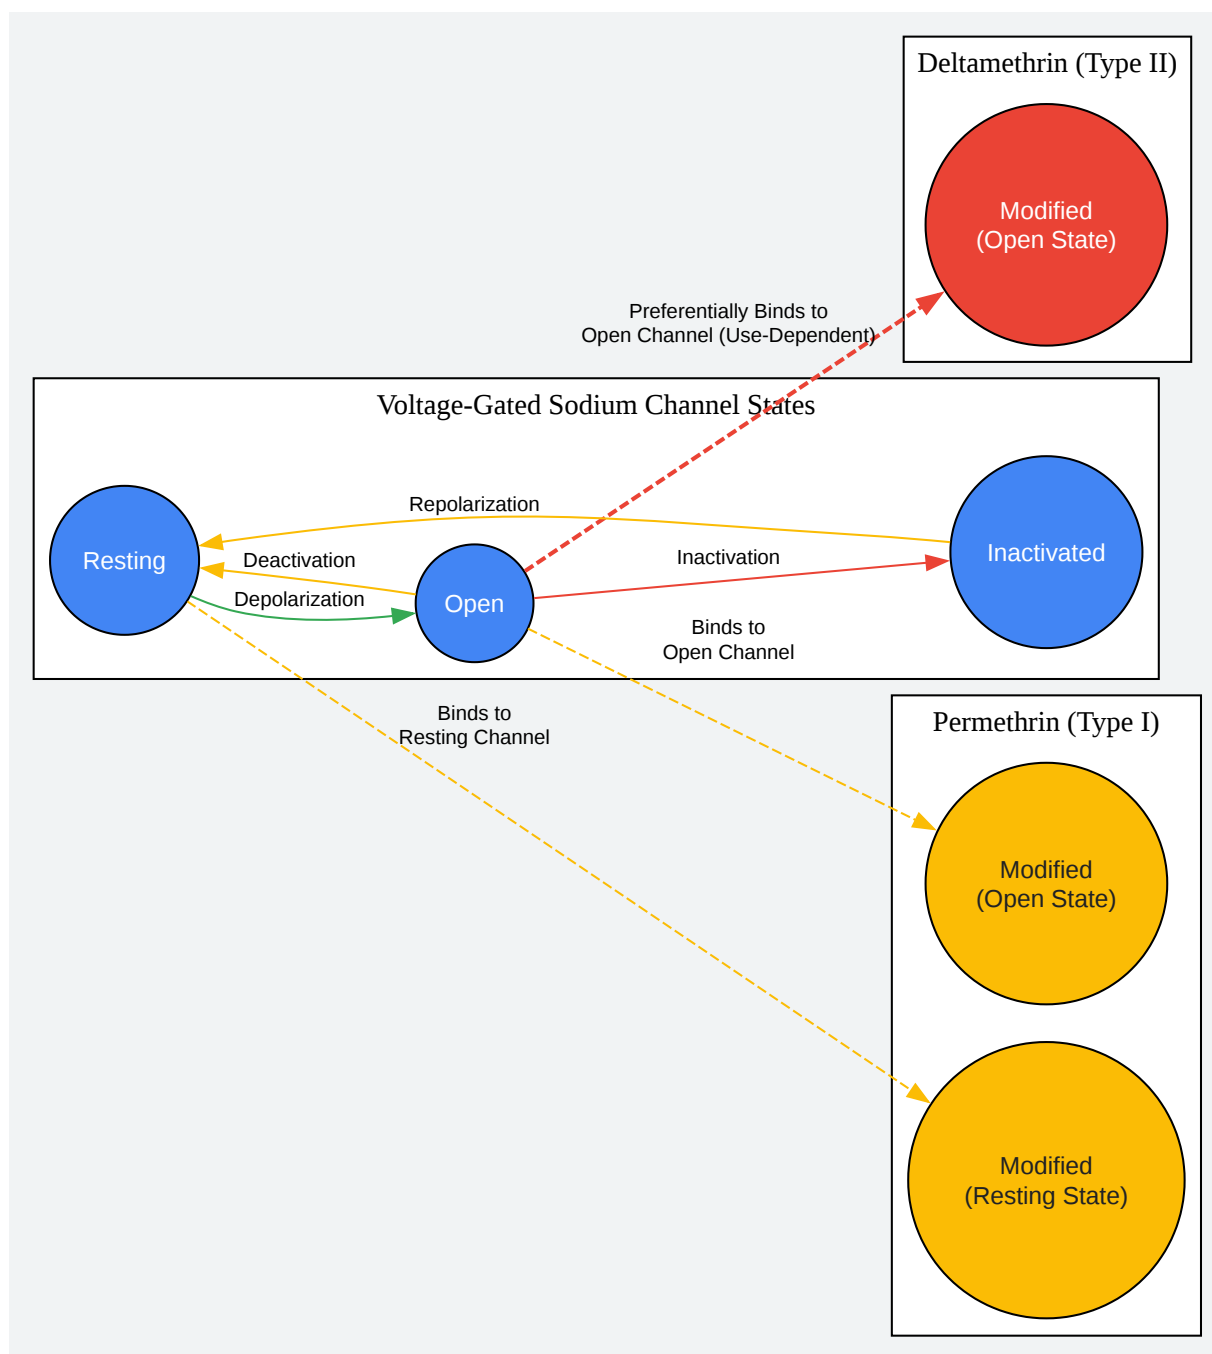 Deltamethrin (Type II)
Modified
(Open State)
Preferentially Binds to
Open Channel (Use-Dependent)
Voltage-Gated Sodium Channel States
Repolarization
Deactivation
Depolarization
Inactivation
Resting
Open
Inactivated
Binds to
Open Channel
Binds to
Resting Channel
Permethrin (Type I)
Modified
(Open State)
Modified
(Resting State)